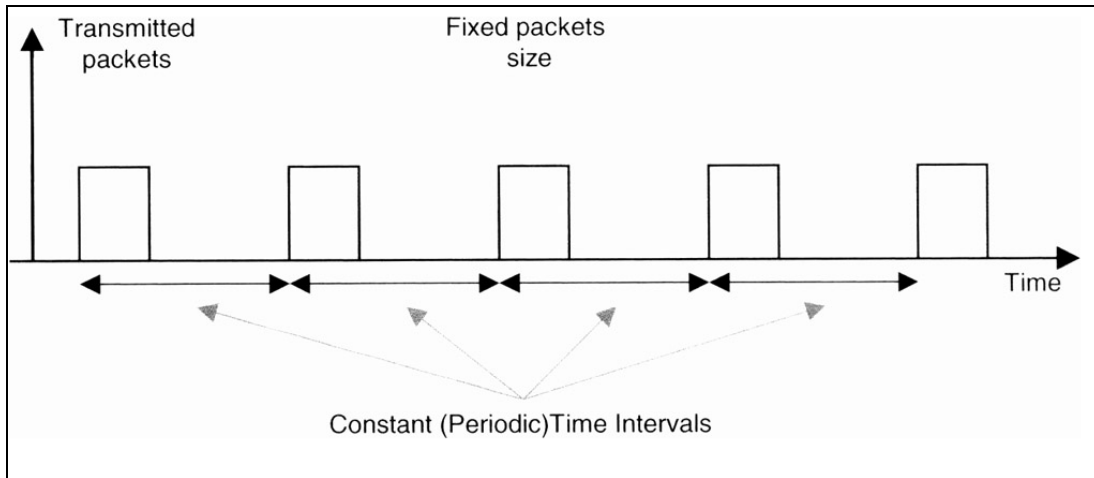 Transmitted
packets
Fixed packets
size
Time
Constant (Periodic)Time Intervals